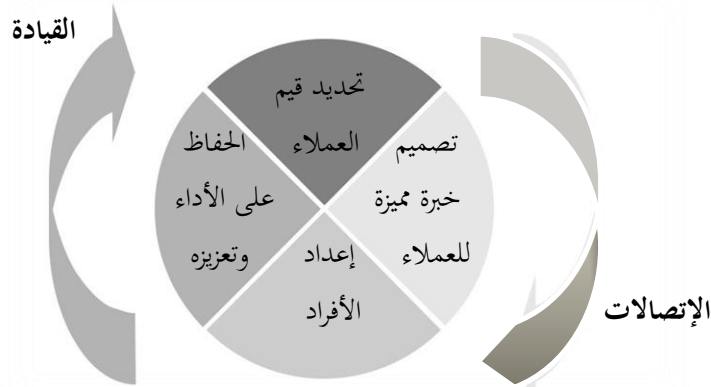 القيادة
تحديد قيم
العملاء
تصميم
خبرة مميزة
للعملاء
إعداد
الأفراد
الحفاظ
على الأداء
وتعزيزه
الإتصالات